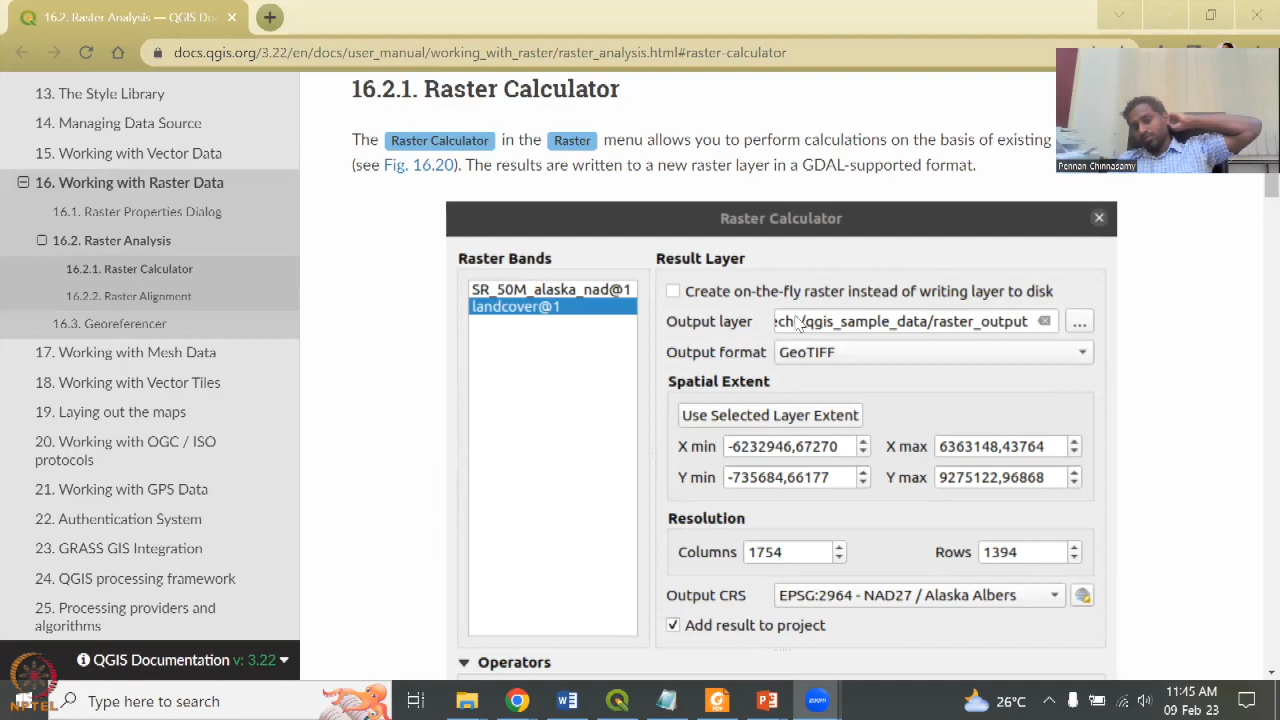 16.2. Raster Analysis — QGIS Do
docs.qgis.org/3.22/en/docs/user_manual/working_with_raster/raster_analysis.html#raster-calculator
13. The Style Library
14. Managing Data Source
15. Working with Vector Data
16. Working with Raster Data
16.1. Raster Properties Dialog
16.2. Raster Analysis
16.2.1. Raster Calculator
16.2.2. Raster Alignment
16.3. Georeferencer
17. Working with Mesh Data
18. Working with Vector Tiles
19. Laying out the maps
20. Working with OGC / ISO
protocols
21. Working with GPS Data
22. Authentication System
23. GRASS GIS Integration
24. QGIS processing framework
25. Processing providers and
algorithms
QGIS Documentation v: 3.22
16.2.1. Raster Calculator
The Raster Calculator in the Raster menu allows you to perform calculations on the basis of existing
(see Fig. 16.20). The results are written to a new raster layer in a GDAL-supported format.
Pennan Chinnasamy
Raster Calculator
Raster Bands
SR_50M_alaska_nad@1
landcover@1
Result Layer
Create on-the-fly raster instead of writing layer to disk
Output layer ech/qgis_sample_data/raster_output ...
Output format GeoTIFF
Spatial Extent
Use Selected Layer Extent
X min -6232946,67270 X max 6363148,43764
Y min -735684,66177 Y max 9275122,96868
Resolution
Columns 1754 Rows 1394
Output CRS EPSG:2964 - NAD27 / Alaska Albers
Add result to project
Operators
NPTEL
Type here to search
zoom
26°C
11:45 AM
09 Feb 23